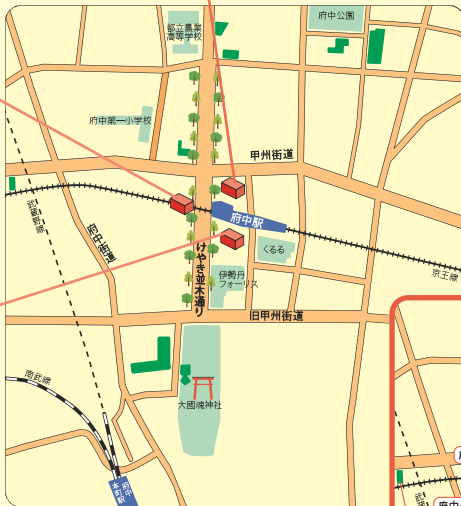 府中公園
都立農業
高等学校
府中第一小学校
甲州街道
武蔵野線
府中街道
府中駅
くるる
京王線
けやき並木通り
伊勢丹
フォーリス
旧甲州街道
南武線
大國魂神社
府中
本町駅
武